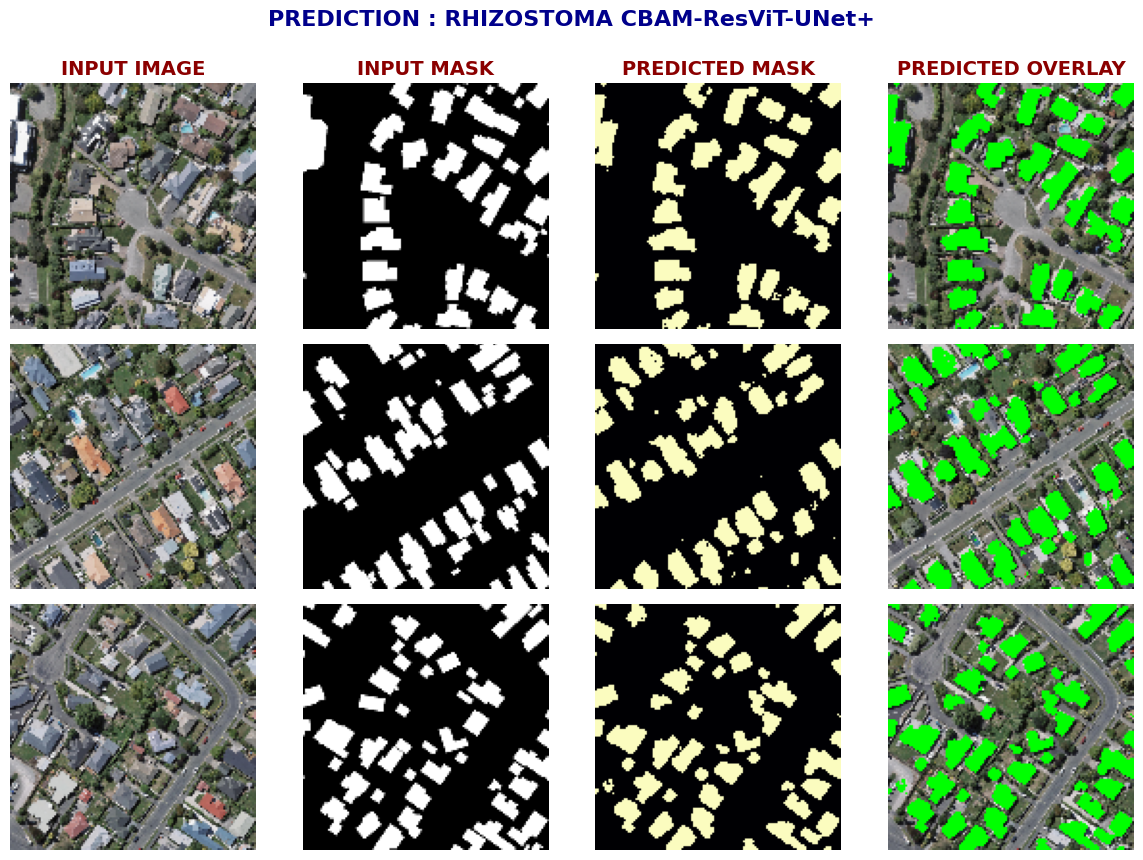 PREDICTION : RHIZOSTOMA CBAM-ResViT-UNet+
INPUT IMAGE
INPUT MASK
PREDICTED MASK
PREDICTED OVERLAY